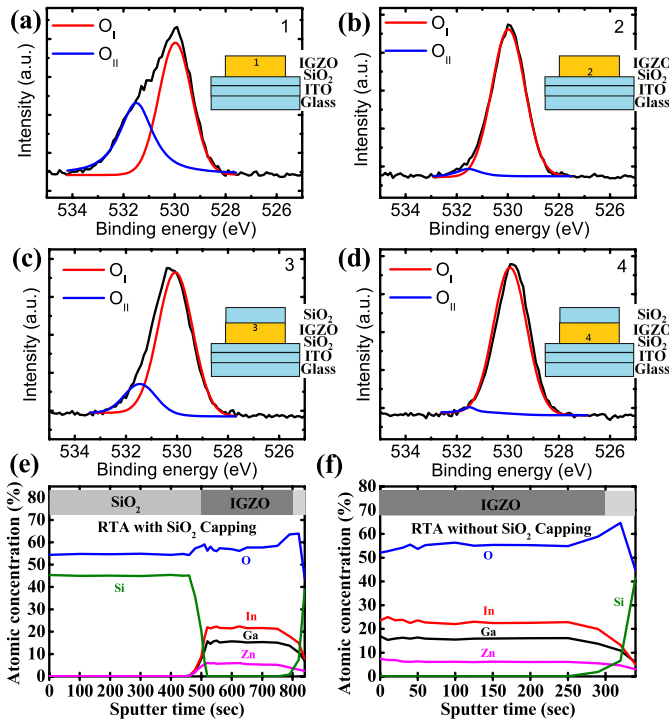 (a)
1
O_I
O_II
1
IGZO
SiO2
ITO
Glass
Intensity (a.u.)
534 532 530 528 526
Binding energy (eV)
(b)
2
O_I
O_II
2
IGZO
SiO2
ITO
Glass
Intensity (a.u.)
534 532 530 528 526
Binding energy (eV)
(c)
3
O_I
O_II
3
SiO2
IGZO
SiO2
ITO
Glass
Intensity (a.u.)
534 532 530 528 526
Binding energy (eV)
(d)
4
O_I
O_II
4
SiO2
IGZO
SiO2
ITO
Glass
Intensity (a.u.)
534 532 530 528 526
Binding energy (eV)
(e)
Atomic concentration (%)
80
70
60
50
40
30
20
10
0
SiO2 IGZO
RTA with SiO2 Capping
O
Si
In
Ga
Zn
0 100 200 300 400 500 600 700 800
Sputter time (sec)
(f)
Atomic concentration (%)
80
70
60
50
40
30
20
10
0
IGZO
RTA without SiO2 Capping
O
Si
In
Ga
Zn
0 50 100 150 200 250 300
Sputter time (sec)